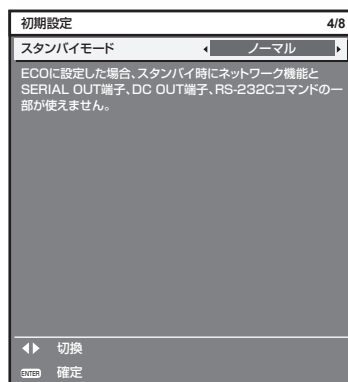 初期設定 4/8
スタンバイモード ノーマル
ECOに設定した場合、スタンバイ時にネットワーク機能と
SERIAL OUT端子、DC OUT端子、RS-232Cコマンドの一
部が使えません。
切換
ENTER 確定